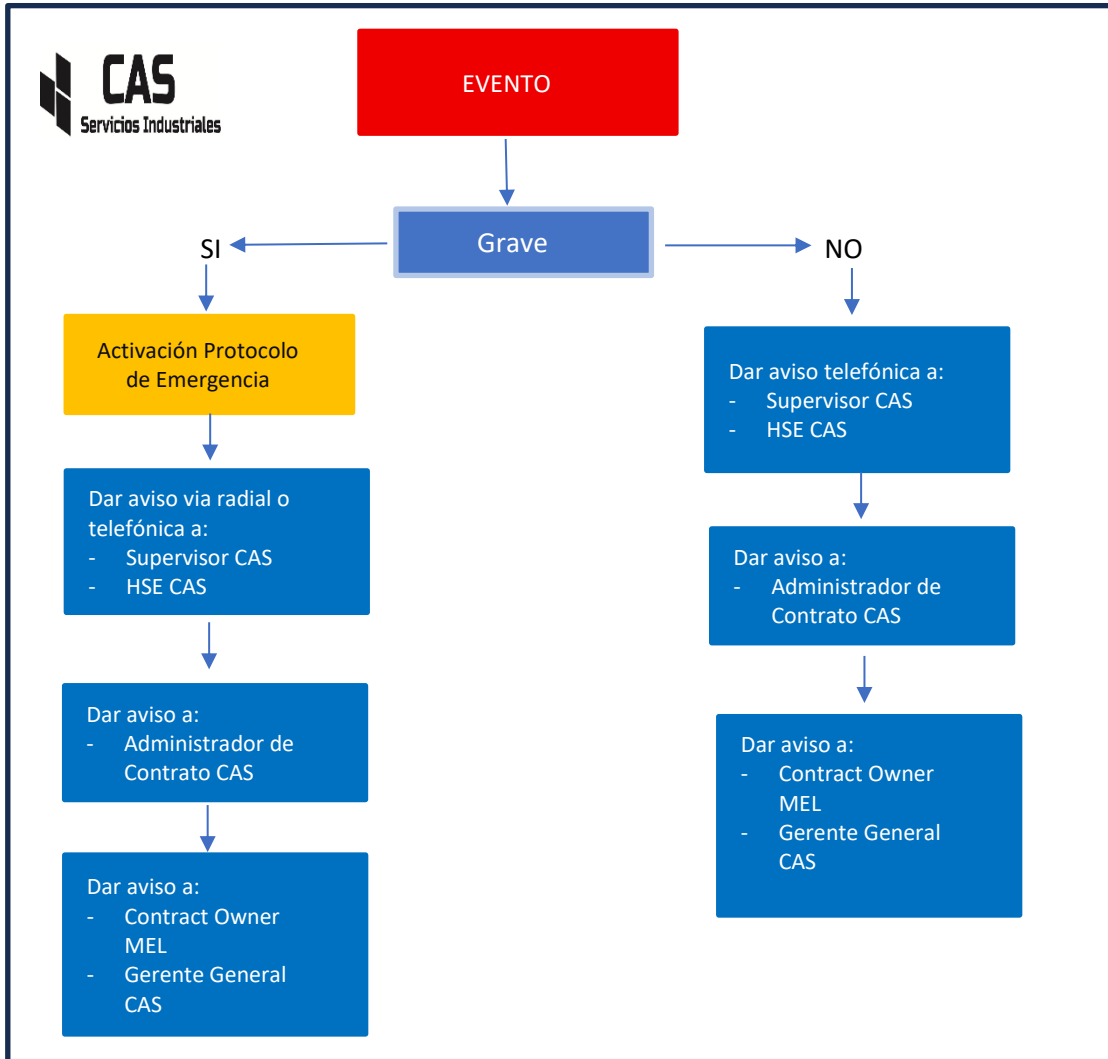 CAS
Servicios Industriales
EVENTO
Grave
SI
NO
Activación Protocolo
de Emergencia
Dar aviso via radial o
telefónica a:
- Supervisor CAS
- HSE CAS
Dar aviso a:
- Administrador de
Contrato CAS
Dar aviso a:
- Contract Owner
MEL
- Gerente General
CAS
Dar aviso telefónica a:
- Supervisor CAS
- HSE CAS
Dar aviso a:
- Administrador de
Contrato CAS
Dar aviso a:
- Contract Owner
MEL
- Gerente General
CAS